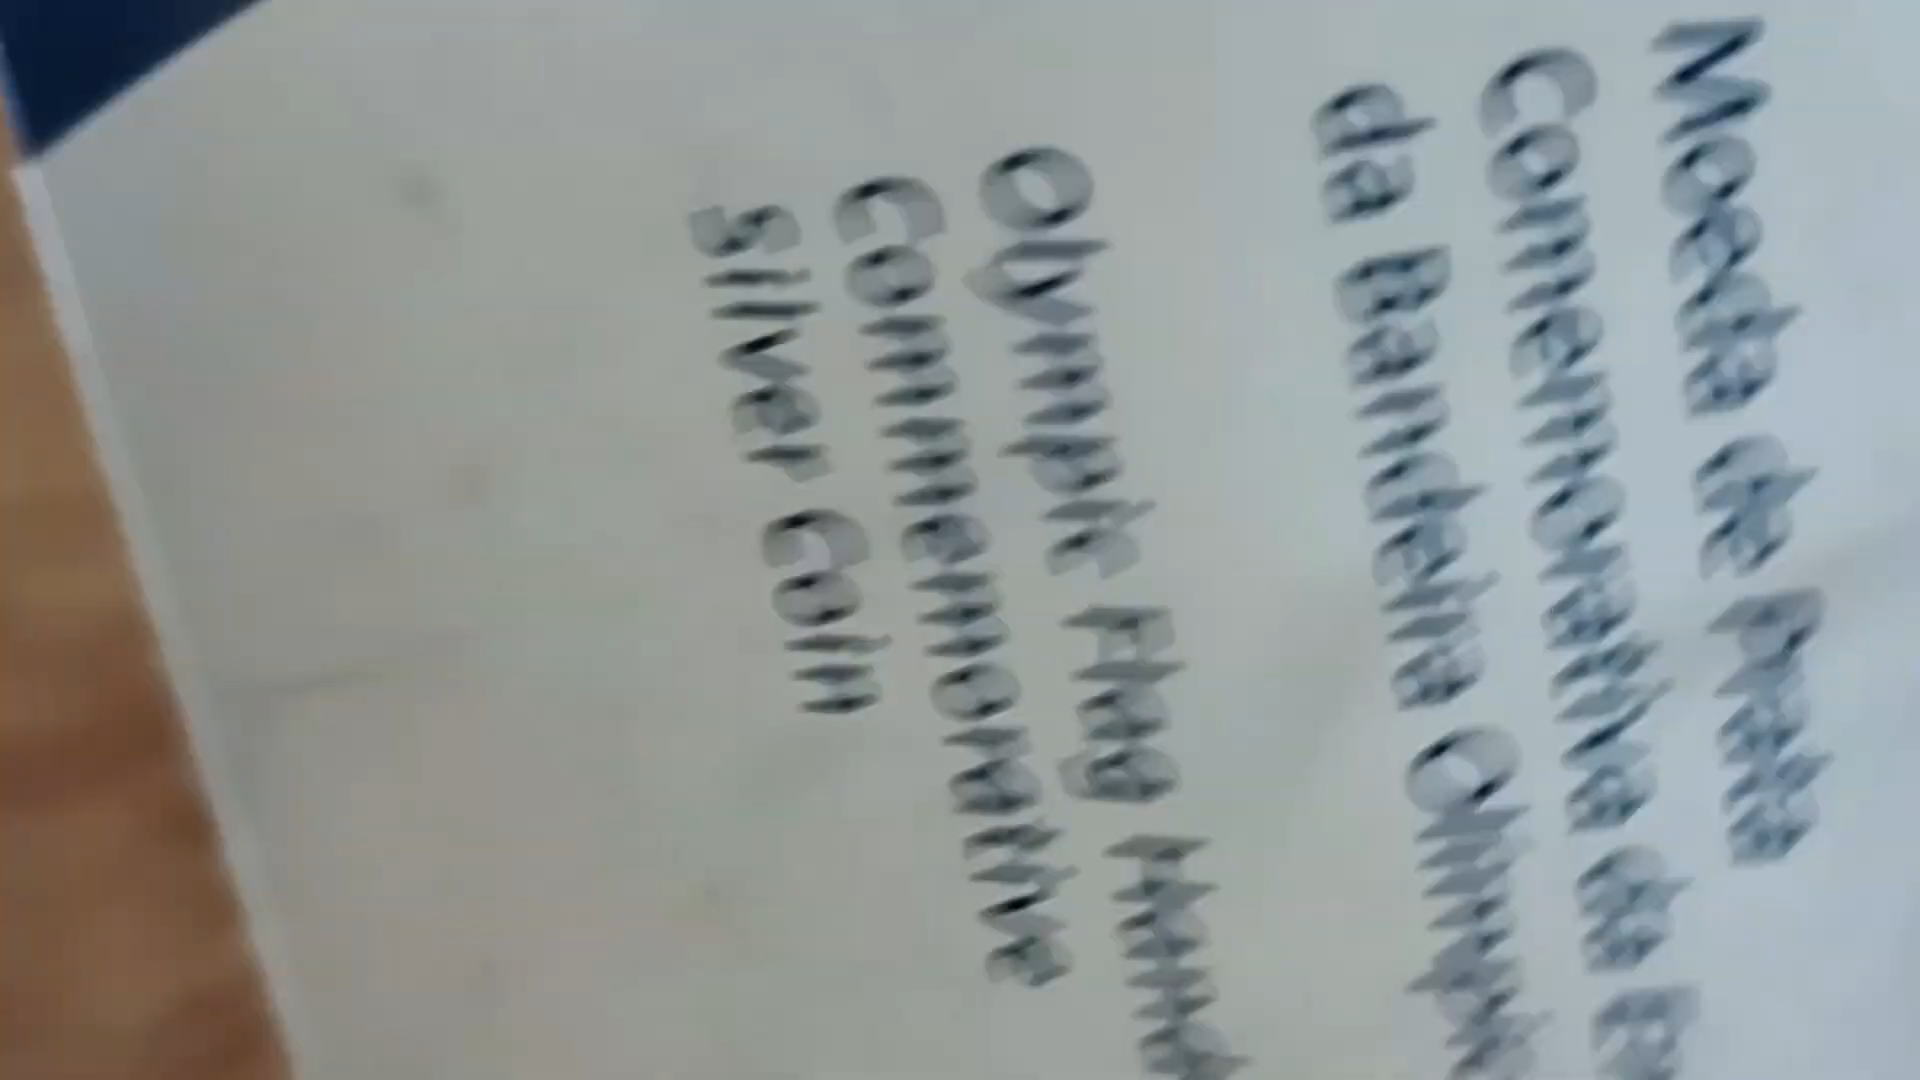 Moeda de Prata
Comemorativa da
da Bandeira
Olympic Flag
Commemorative
Silver Coin